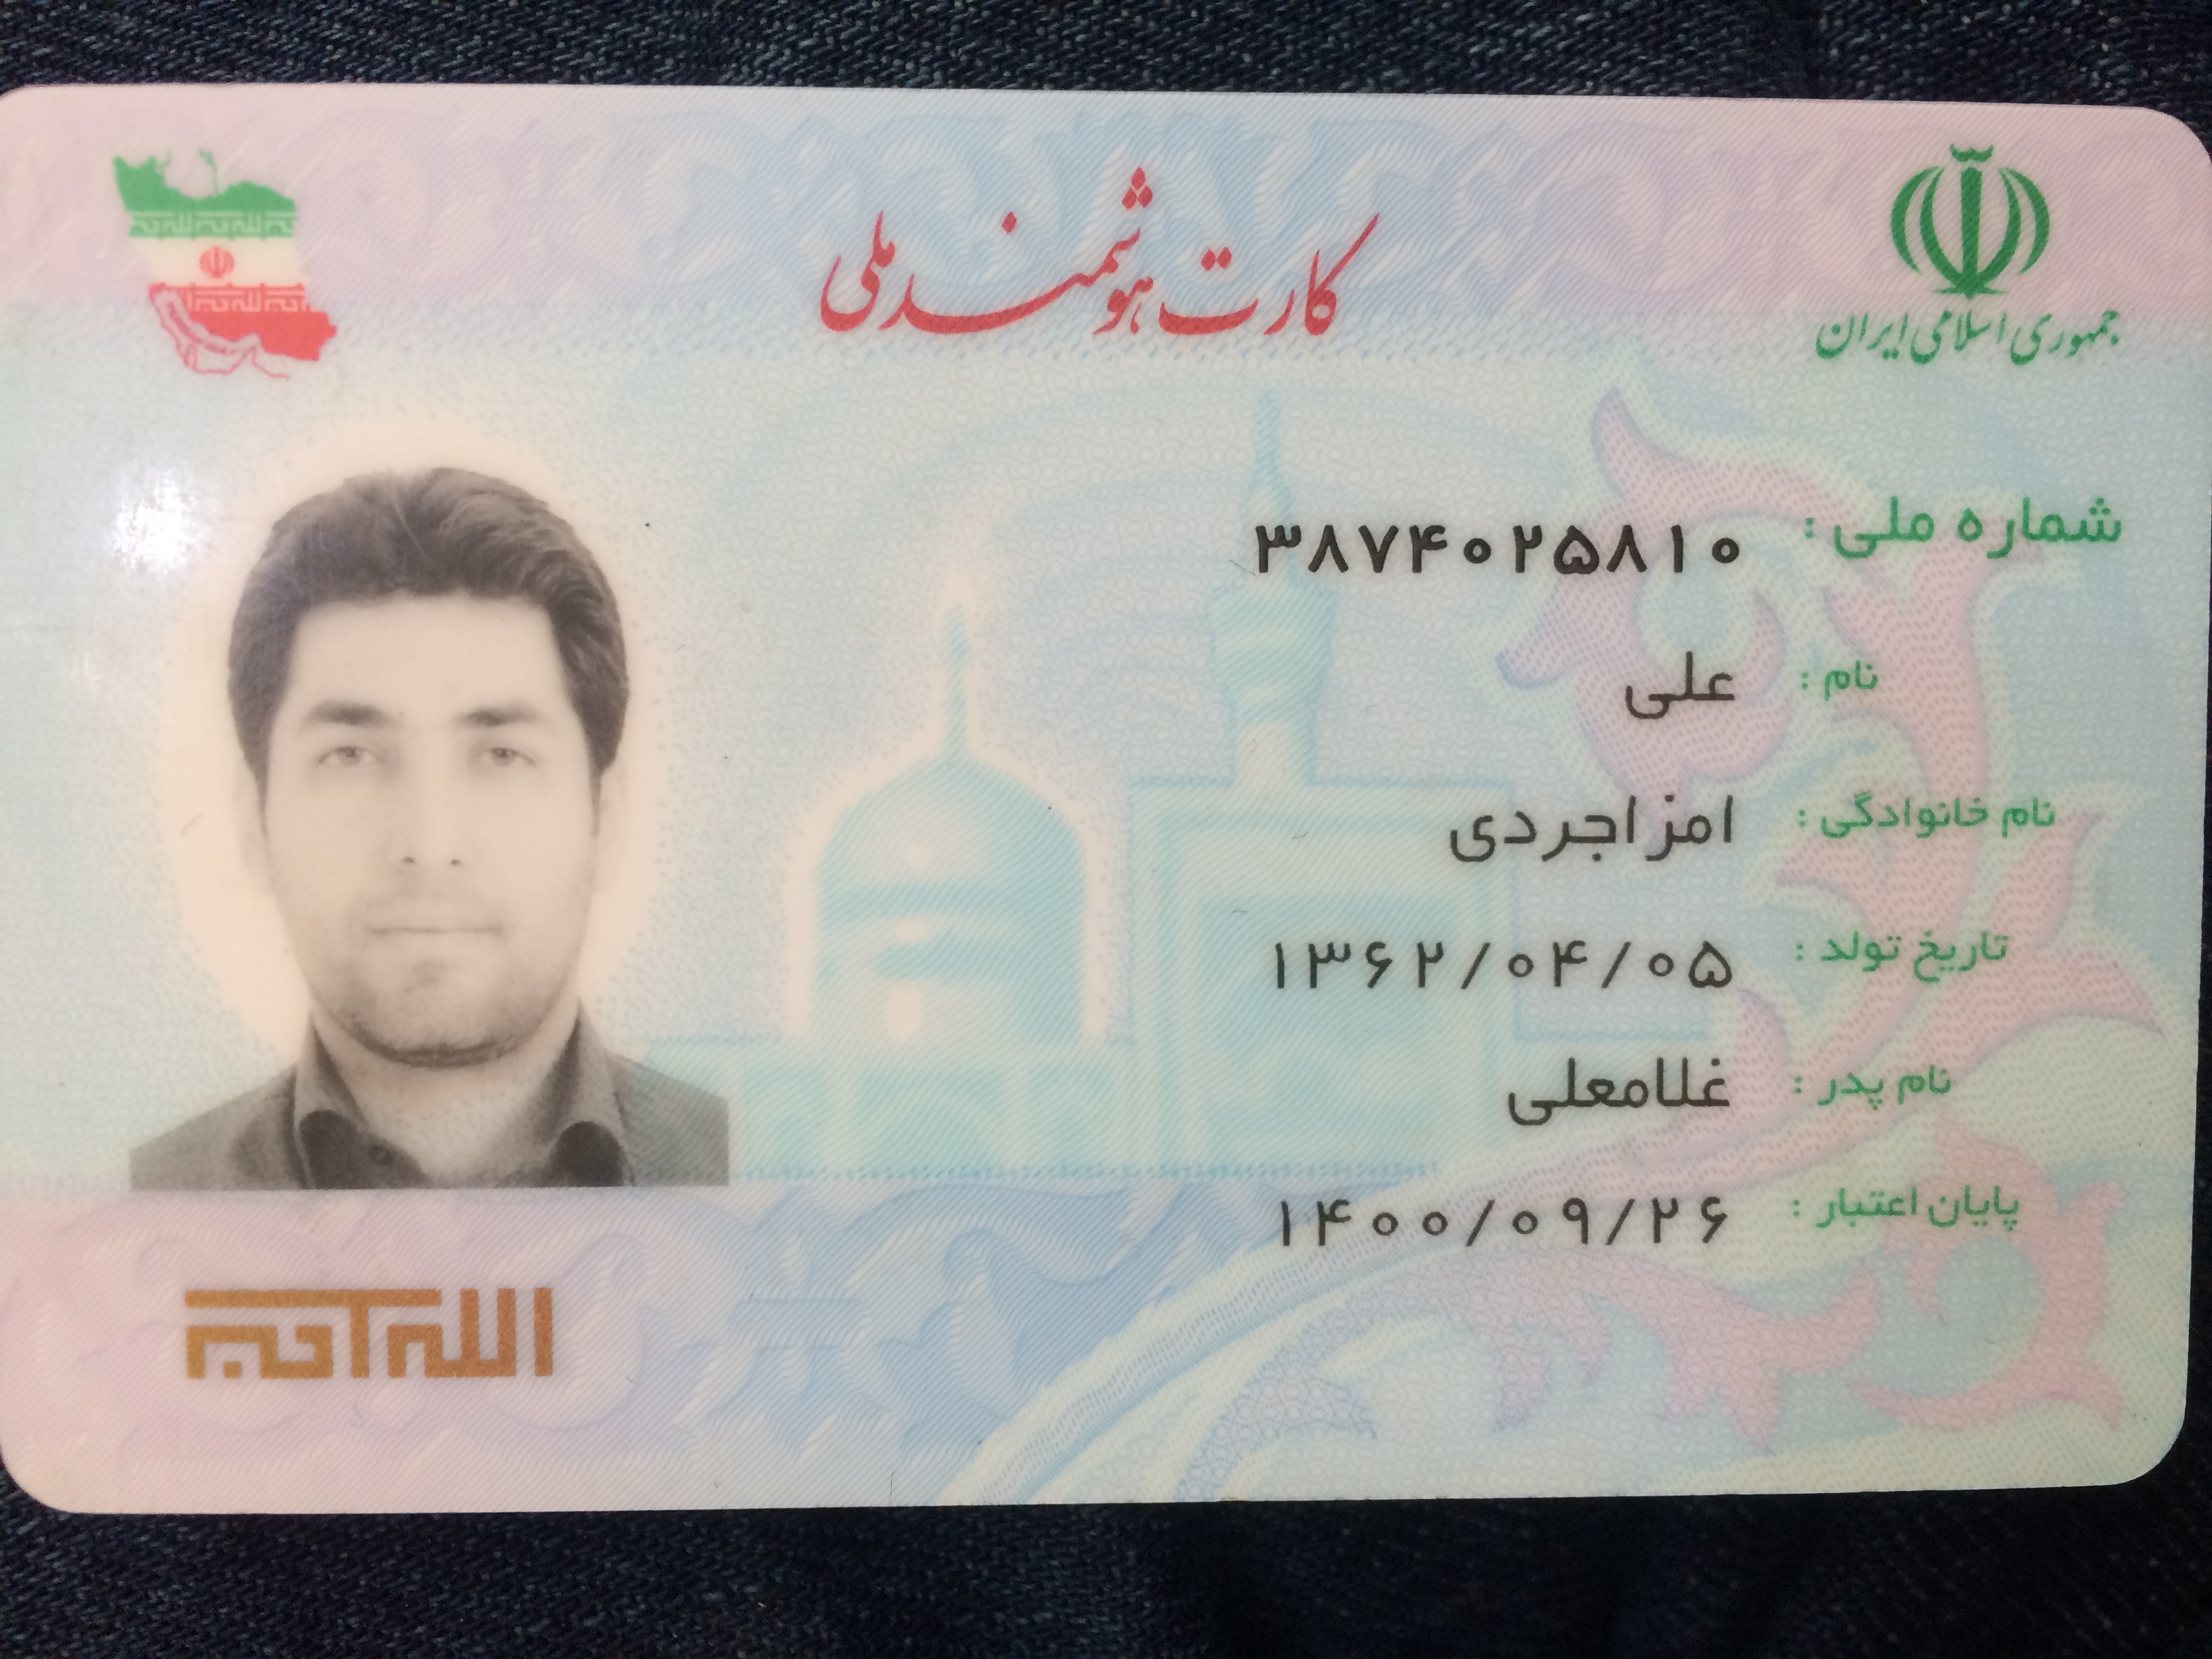 جمهوری اسلامی ایران
کارت هوشمند ملی
شماره ملی : ۳۸۷۴۰۲۵۸۱۰
نام : علی
نام خانوادگی : امزاجردی
تاریخ تولد : ۱۳۶۲/۰۴/۰۵
نام پدر : غلامعلی
پایان اعتبار : ۱۴۰۰/۰۹/۲۶
الله اکبر